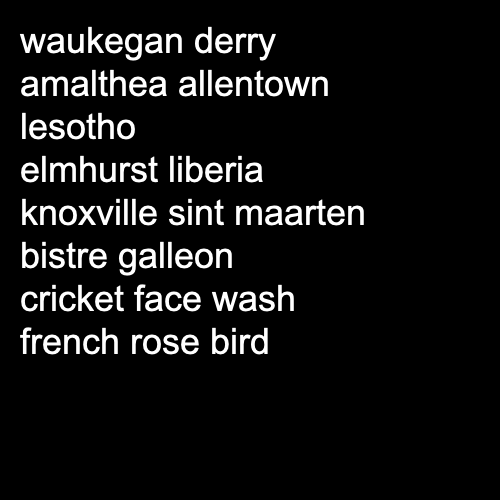 waukegan derry
amalthea allentown
lesotho
elmhurst liberia
knoxville sint maarten
bistre galleon
cricket face wash
french rose bird